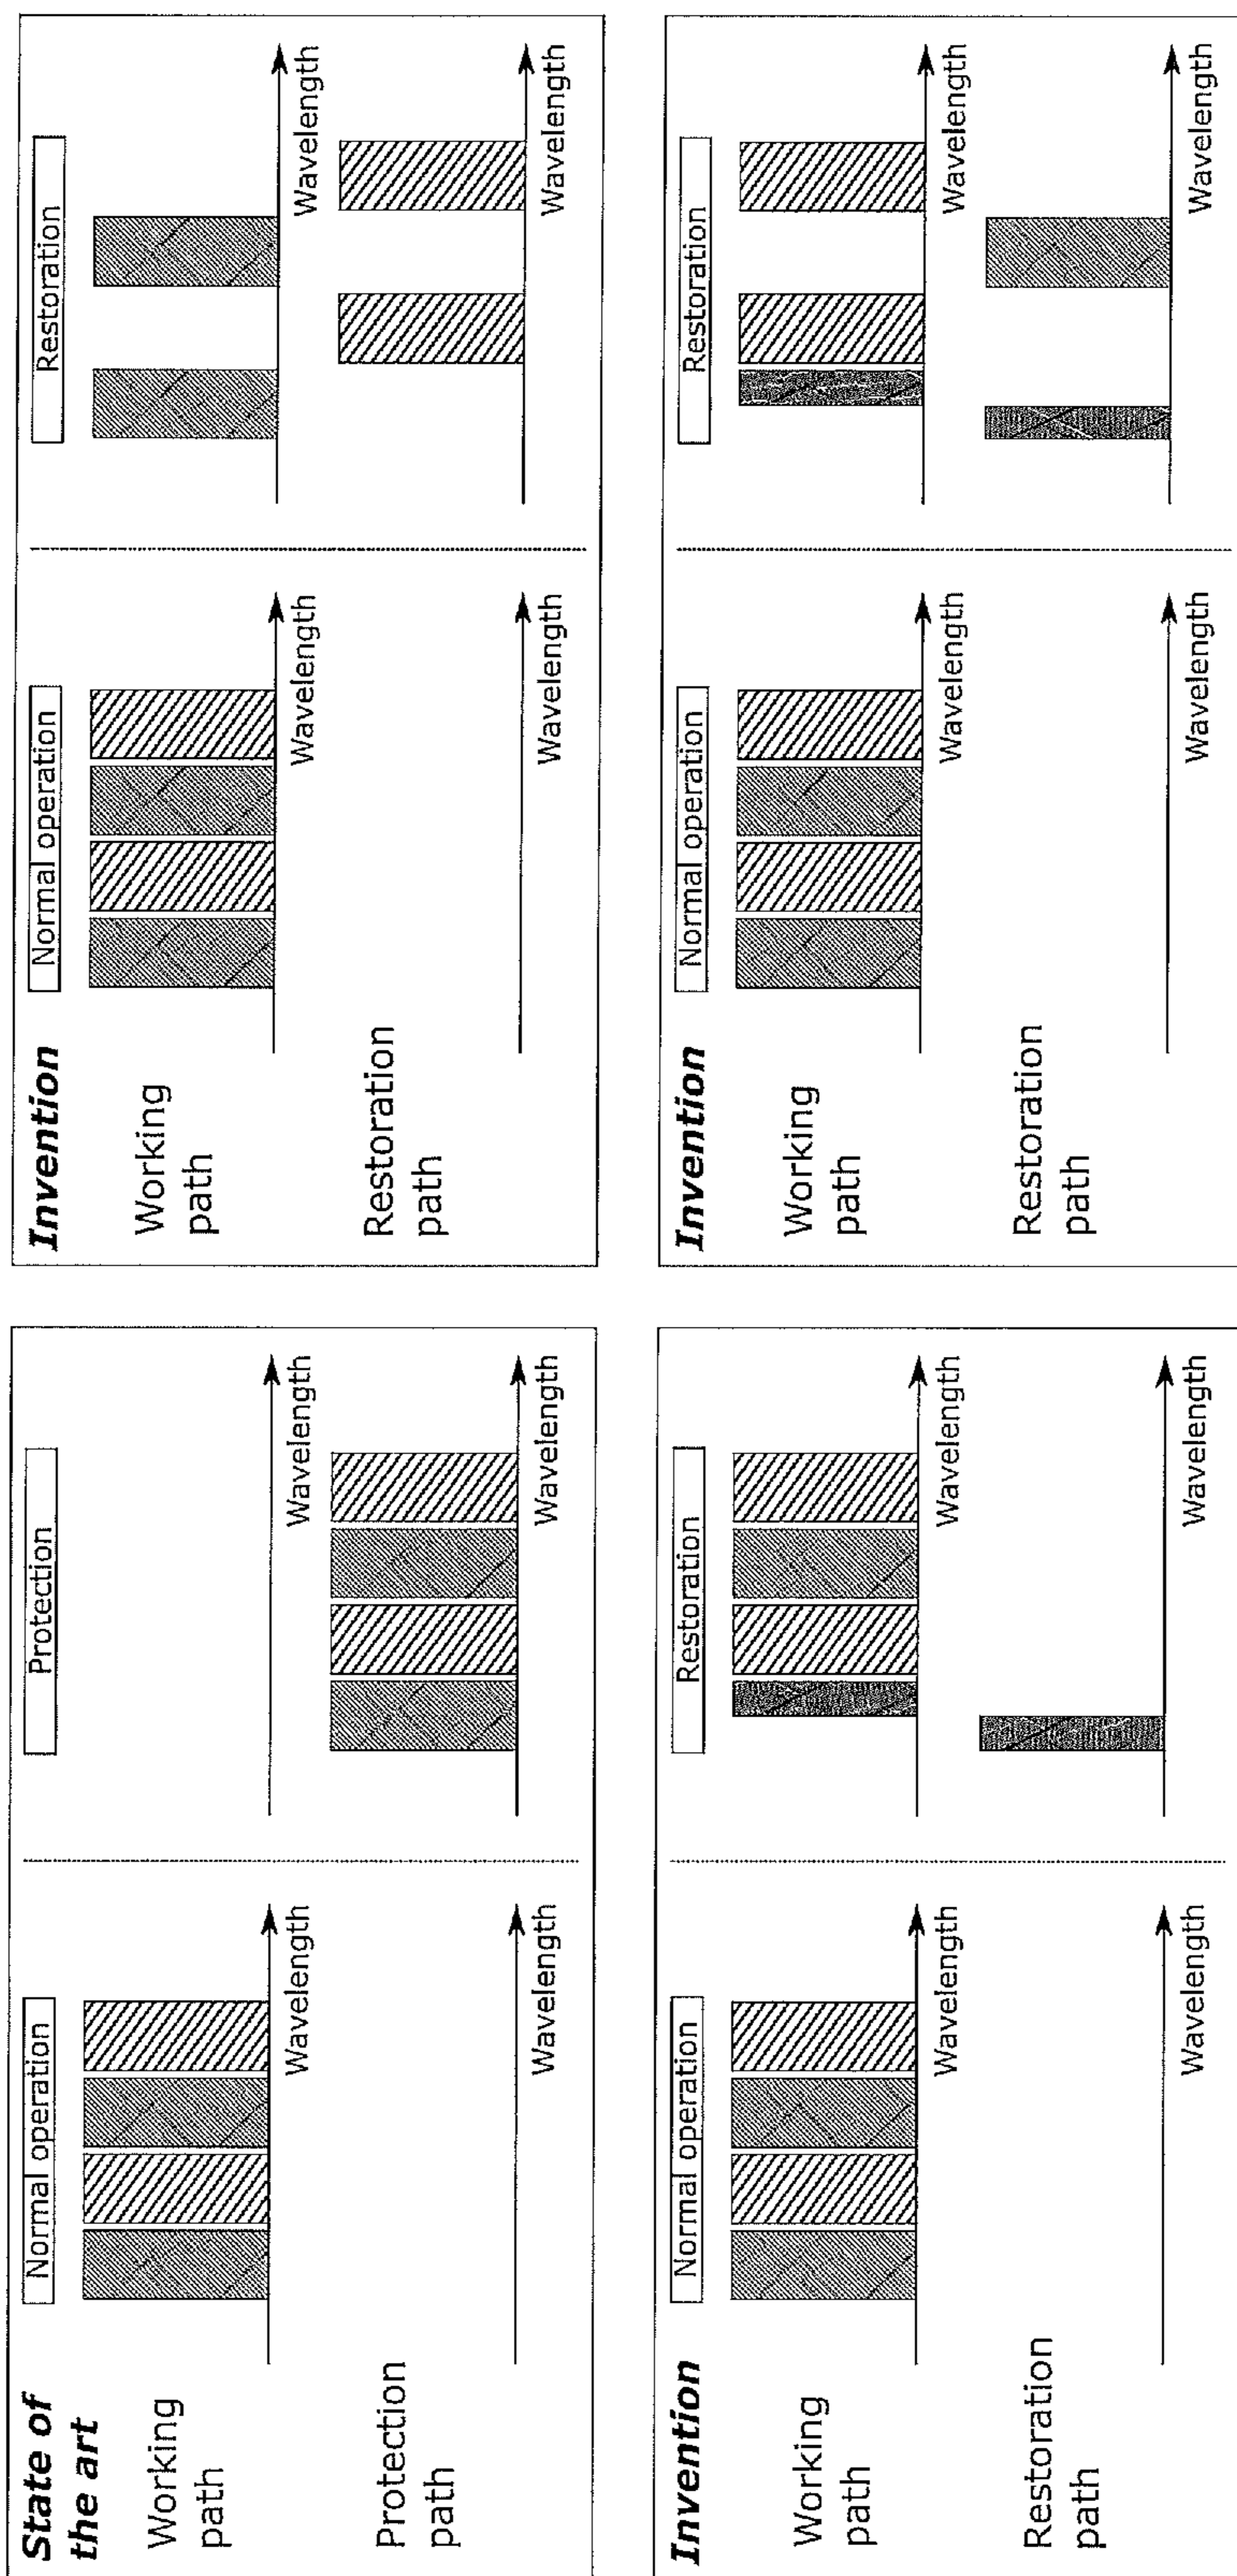 State of
the art
Normal operation
Protection
Working
path
Wavelength
Wavelength
Protection
path
Wavelength
Wavelength
Invention
Normal operation
Restoration
Working
path
Wavelength
Wavelength
Restoration
path
Wavelength
Wavelength
Invention
Normal operation
Restoration
Working
path
Wavelength
Wavelength
Restoration
path
Wavelength
Wavelength
Invention
Normal operation
Restoration
Working
path
Wavelength
Wavelength
Restoration
path
Wavelength
Wavelength